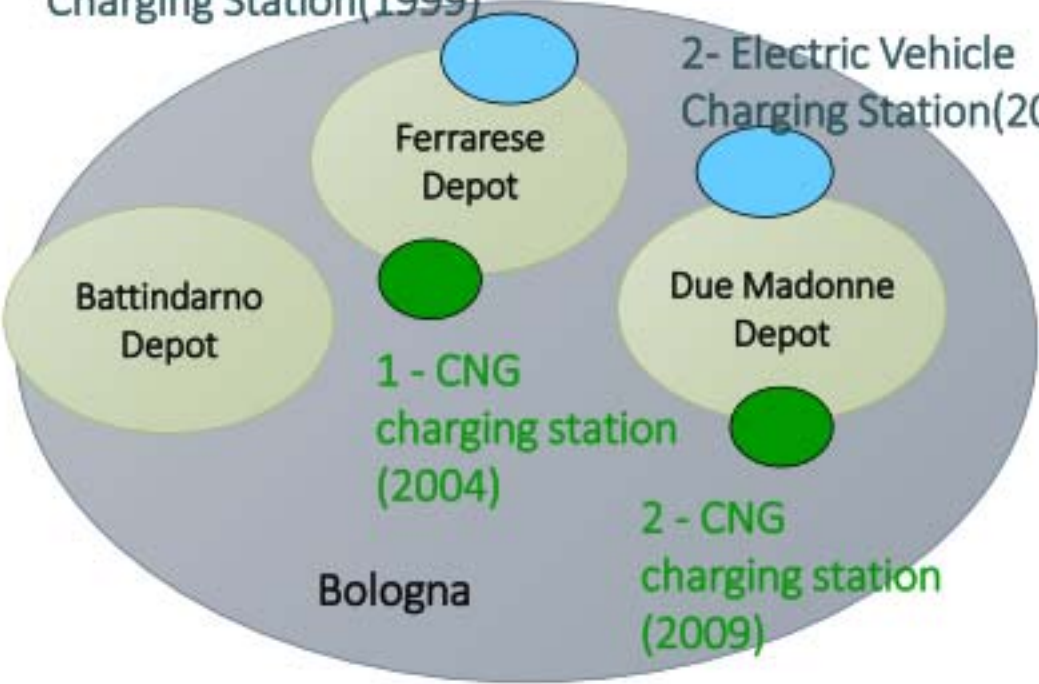 Charging Station(1999)
2- Electric Vehicle
Charging Station(20
Ferrarese
Depot
Battindarno
Depot
Due Madonne
Depot
1 - CNG
charging station
(2004)
2 - CNG
charging station
(2009)
Bologna